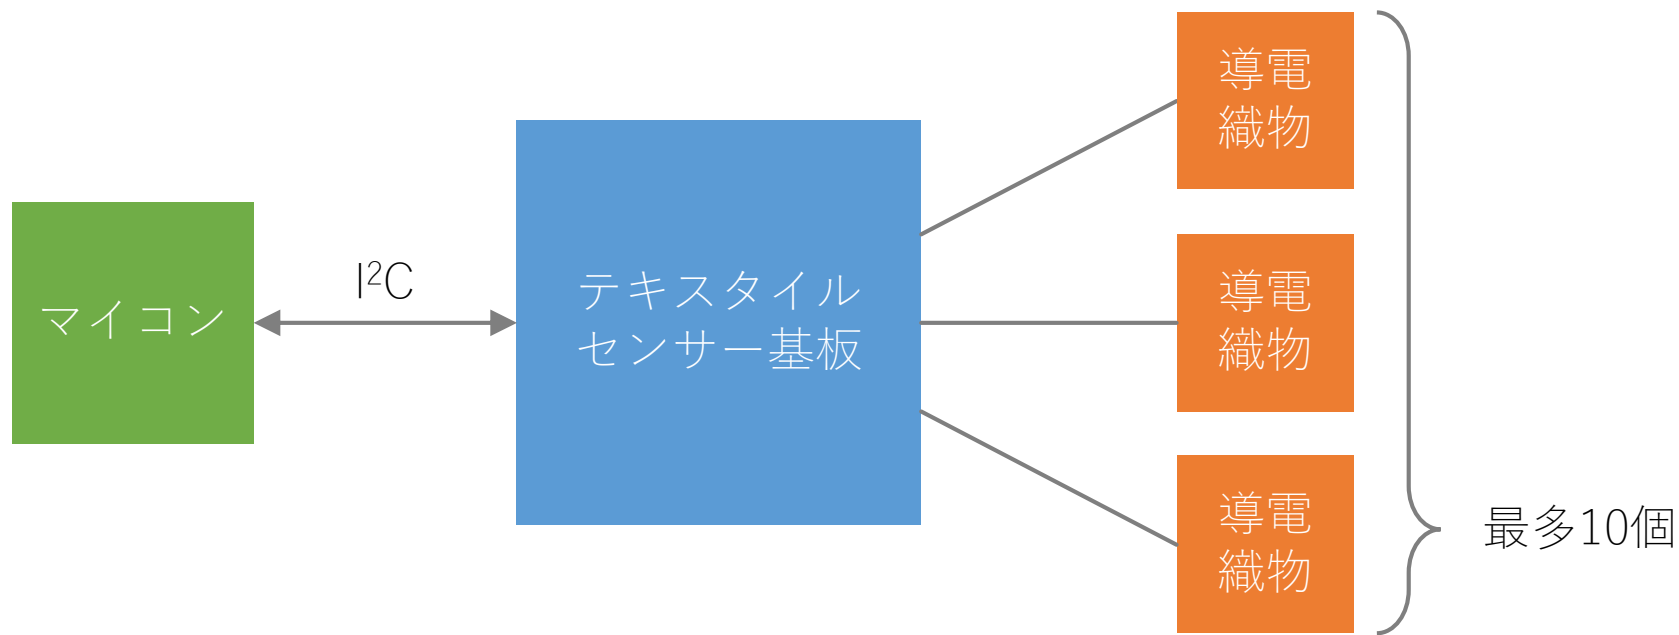 マイコン
I²C
テキスタイル
センサー基板
導電
織物
導電
織物
導電
織物
最多10個